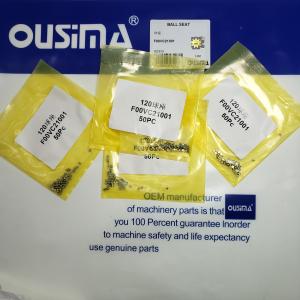 OUSIMA
BALL SEAT
F00VC21001
120球座
F00VC21001
50Pc
120球座
F00VC21001
50Pc
120球座
F00VC21001
50Pc
F00VC21001
50Pc
OEM manufacturer
of machinery parts is that
you 100 Percent guarantee Inorder
to machine safety and life expectancy
use genuine parts
OUSIMA